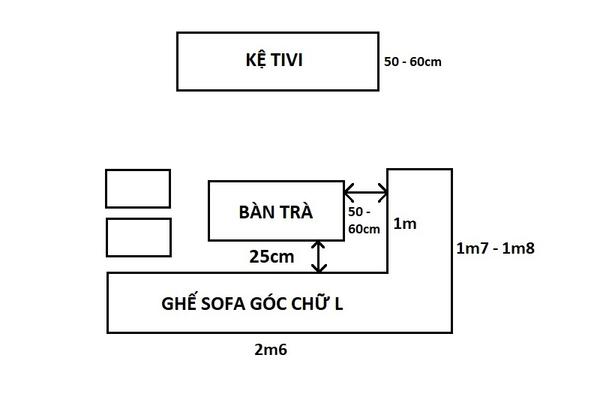 KỆ TIVI
50 - 60cm
BÀN TRÀ
50 -
60cm
1m
25cm
1m7 - 1m8
GHẾ SOFA GÓC CHỮ L
2m6